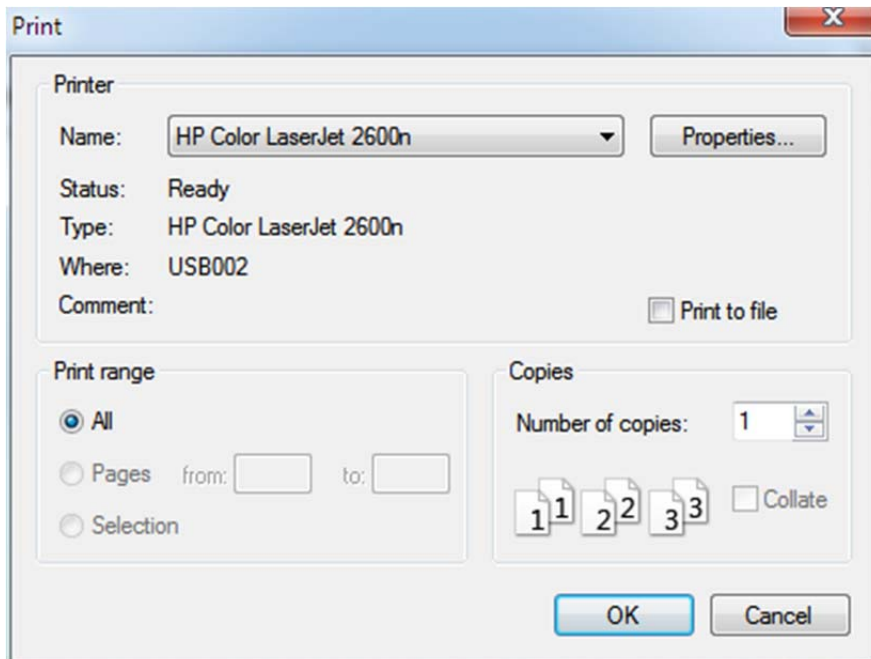 Print
Printer
Name: HP Color LaserJet 2600n Properties...
Status: Ready
Type: HP Color LaserJet 2600n
Where: USB002
Comment: Print to file
Print range
All
Pages from: to:
Selection
Copies
Number of copies: 1
1 1 2 2 3 3 Collate
OK Cancel